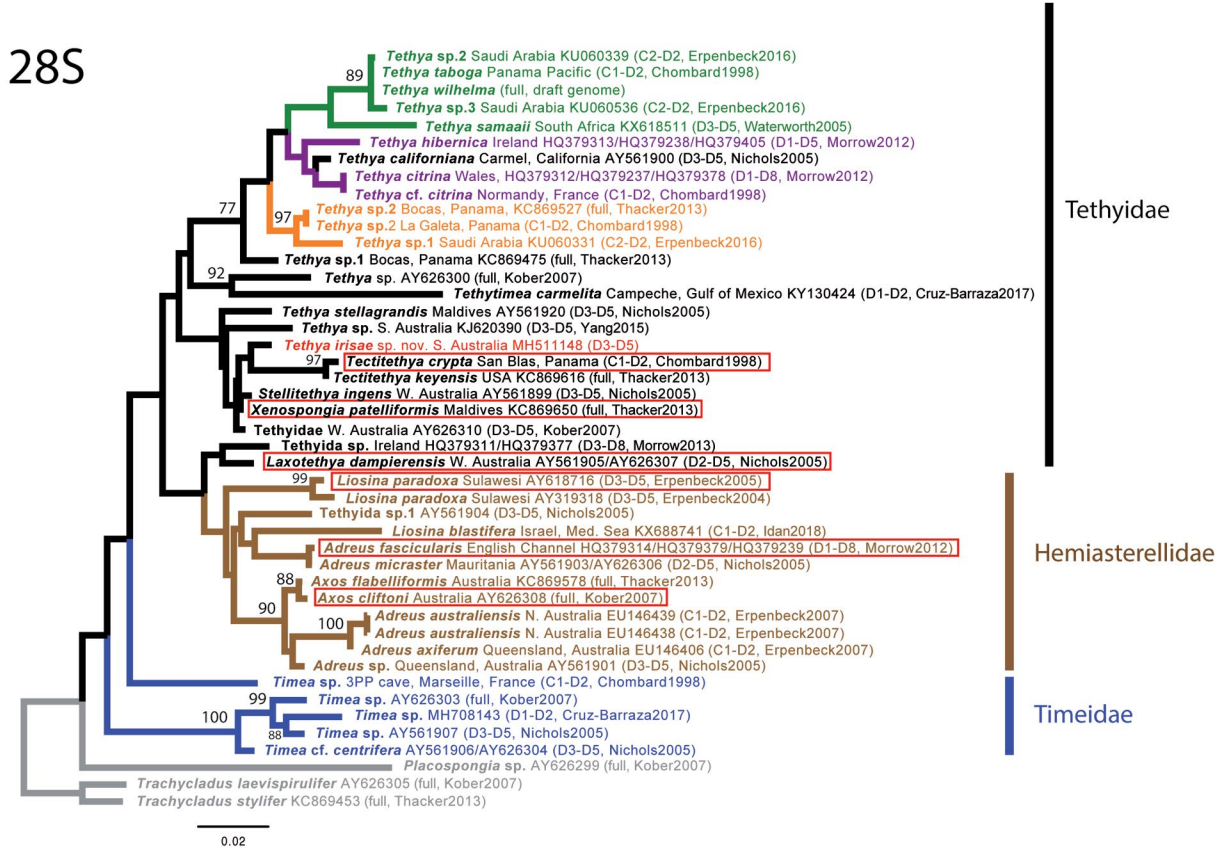 28S
89
Tethya sp.2 Saudi Arabia KU060339 (C2-D2, Erpenbeck2016)
Tethya taboga Panama Pacific (C1-D2, Chombard1998)
Tethya wilhelma (full, draft genome)
Tethya sp.3 Saudi Arabia KU060536 (C2-D2, Erpenbeck2016)
Tethya samaaii South Africa KX618511 (D3-D5, Waterworth2005)
Tethya hibernica Ireland HQ379313/HQ379238/HQ379405 (D1-D5, Morrow2012)
Tethya californiana Carmel, California AY561900 (D3-D5, Nichols2005)
Tethya citrina Wales, HQ379312/HQ379237/HQ379378 (D1-D8, Morrow2012)
Tethya cf. citrina Normandy, France (C1-D2, Chombard1998)
77
97
Tethya sp.2 Bocas, Panama, KC869527 (full, Thacker2013)
Tethya sp.2 La Galeta, Panama (C1-D2, Chombard1998)
Tethya sp.1 Saudi Arabia KU060331 (C2-D2, Erpenbeck2016)
Tethya sp.1 Bocas, Panama KC869475 (full, Thacker2013)
92
Tethya sp. AY626300 (full, Kober2007)
Tethytimea carmelita Campeche, Gulf of Mexico KY130424 (D1-D2, Cruz-Barraza2017)
Tethya stellagrandis Maldives AY561920 (D3-D5, Nichols2005)
Tethya sp. S. Australia KJ620390 (D3-D5, Yang2015)
Tethya irisae sp. nov. S. Australia MH511148 (D3-D5)
97
Tectitethya crypta San Blas, Panama (C1-D2, Chombard1998)
Tectitethya keyensis USA KC869616 (full, Thacker2013)
Stellitethya ingens W. Australia AY561899 (D3-D5, Nichols2005)
Xenospongia patelliformis Maldives KC869650 (full, Thacker2013)
Tethyidae W. Australia AY626310 (D3-D5, Kober2007)
Tethyida sp. Ireland HQ379311/HQ379377 (D3-D8, Morrow2013)
Laxotethya dampierensis W. Australia AY561905/AY626307 (D2-D5, Nichols2005)
Tethyidae
99
Liosina paradoxa Sulawesi AY618716 (D3-D5, Erpenbeck2005)
Liosina paradoxa Sulawesi AY319318 (D3-D5, Erpenbeck2004)
Tethyida sp.1 AY561904 (D3-D5, Nichols2005)
Liosina blastifera Israel, Med. Sea KX688741 (C1-D2, Idan2018)
Adreus fascicularis English Channel HQ379314/HQ379379/HQ379239 (D1-D8, Morrow2012)
Adreus micraster Mauritania AY561903/AY626306 (D2-D5, Nichols2005)
88
Axos flabelliformis Australia KC869578 (full, Thacker2013)
Axos cliftoni Australia AY626308 (full, Kober2007)
90
100
Adreus australiensis N. Australia EU146439 (C1-D2, Erpenbeck2007)
Adreus australiensis N. Australia EU146438 (C1-D2, Erpenbeck2007)
Adreus axiferum Queensland, Australia EU146406 (C1-D2, Erpenbeck2007)
Adreus sp. Queensland, Australia AY561901 (D3-D5, Nichols2005)
Hemiasterellidae
Timea sp. 3PP cave, Marseille, France (C1-D2, Chombard1998)
99
Timea sp. AY626303 (full, Kober2007)
100
Timea sp. MH708143 (D1-D2, Cruz-Barraza2017)
88
Timea sp. AY561907 (D3-D5, Nichols2005)
Timea cf. centrifera AY561906/AY626304 (D3-D5, Nichols2005)
Timeidae
Placospongia sp. AY626299 (full, Kober2007)
Trachycladus laevispirulifer AY626305 (full, Kober2007)
Trachycladus stylifer KC869453 (full, Thacker2013)
0.02